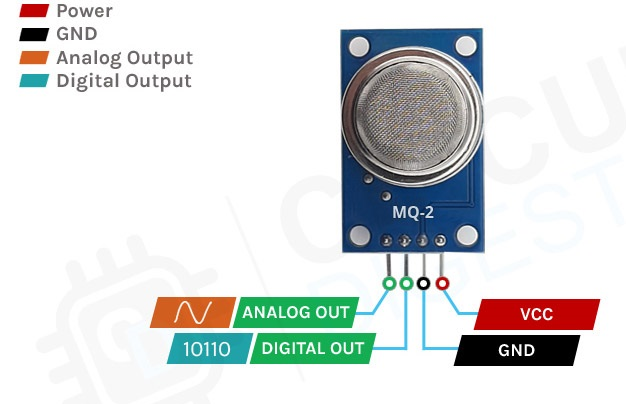 Power
GND
Analog Output
Digital Output
MQ-2
ANALOG OUT
VCC
10110 DIGITAL OUT
GND